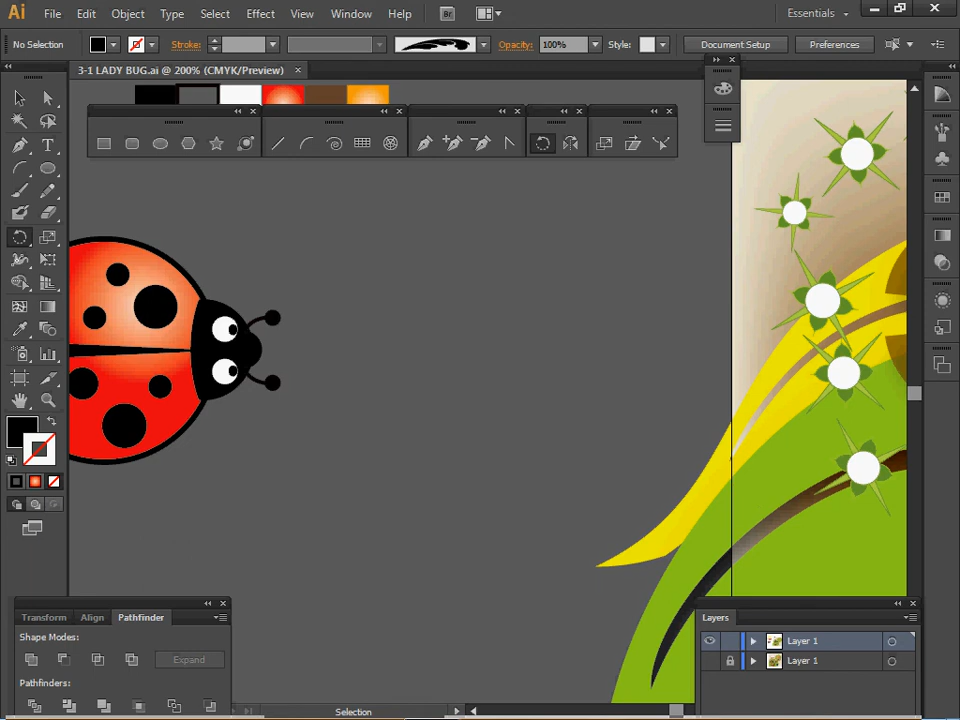 Ai File Edit Object Type Select Effect View Window Help Br Essentials
No Selection Stroke: Opacity: 100% Style: Document Setup Preferences
3-1 LADY BUG.ai @ 200% (CMYK/Preview) ×
T
Transform Align Pathfinder
Shape Modes:
Expand
Pathfinders:
Layers
Layer 1
Layer 1
Selection